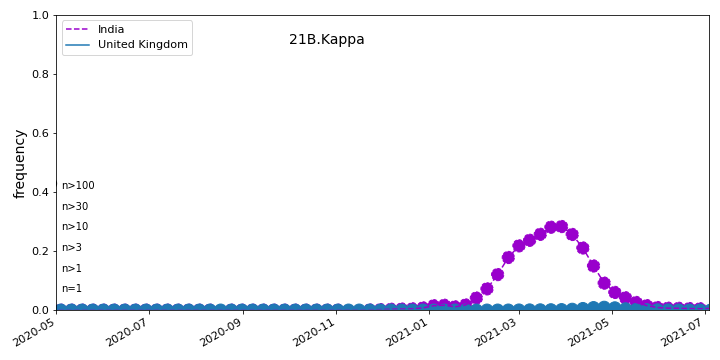 21B.Kappa
India
United Kingdom
frequency
1.0
0.8
0.6
0.4
0.2
0.0
n>100
n>30
n>10
n>3
n>1
n=1
2020-05
2020-07
2020-09
2020-11
2021-01
2021-03
2021-05
2021-07